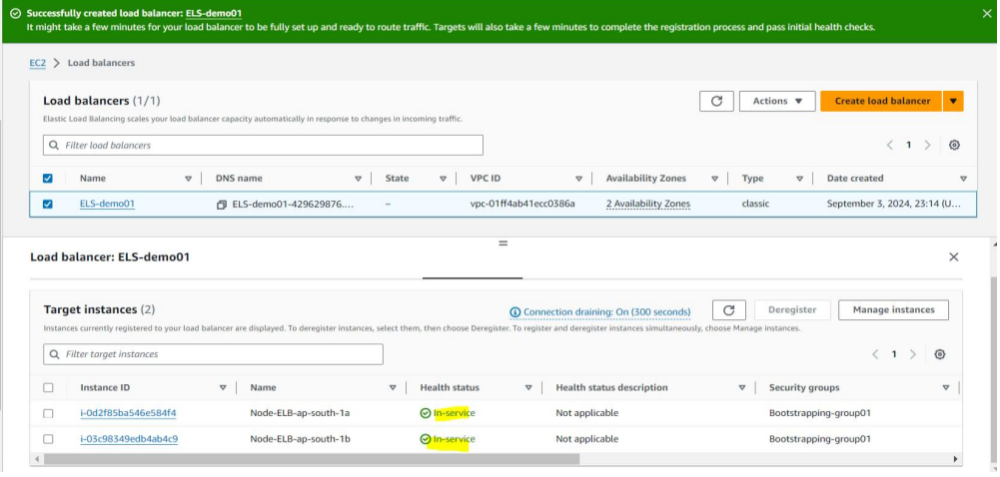 Successfully created load balancer: ELS-demo01
It might take a few minutes for your load balancer to be fully set up and ready to route traffic. Targets will also take a few minutes to complete the registration process and pass initial health checks.
EC2 > Load balancers
Load balancers (1/1)
Actions
Create load balancer
Elastic Load Balancing scales your load balancer capacity automatically in response to changes in incoming traffic.
Filter load balancers
1
Name DNS name State VPC ID Availability Zones Type Date created
ELS-demo01 ELS-demo01-429629876.... – vpc-01ff4ab41ecc0386a 2 Availability Zones classic September 3, 2024, 23:14 (U...
Load balancer: ELS-demo01
Target instances (2)
Connection draining: On (300 seconds)
Deregister
Manage instances
Instances currently registered to your load balancer are displayed. To deregister instances, select them, then choose Deregister. To register and deregister instances simultaneously, choose Manage instances.
Filter target instances
1
Instance ID Name Health status Health status description Security groups
i-0d2f85ba546e584f4 Node-ELB-ap-south-1a In-service Not applicable Bootstrapping-group01
i-03c98349edb4ab4c9 Node-ELB-ap-south-1b In-service Not applicable Bootstrapping-group01